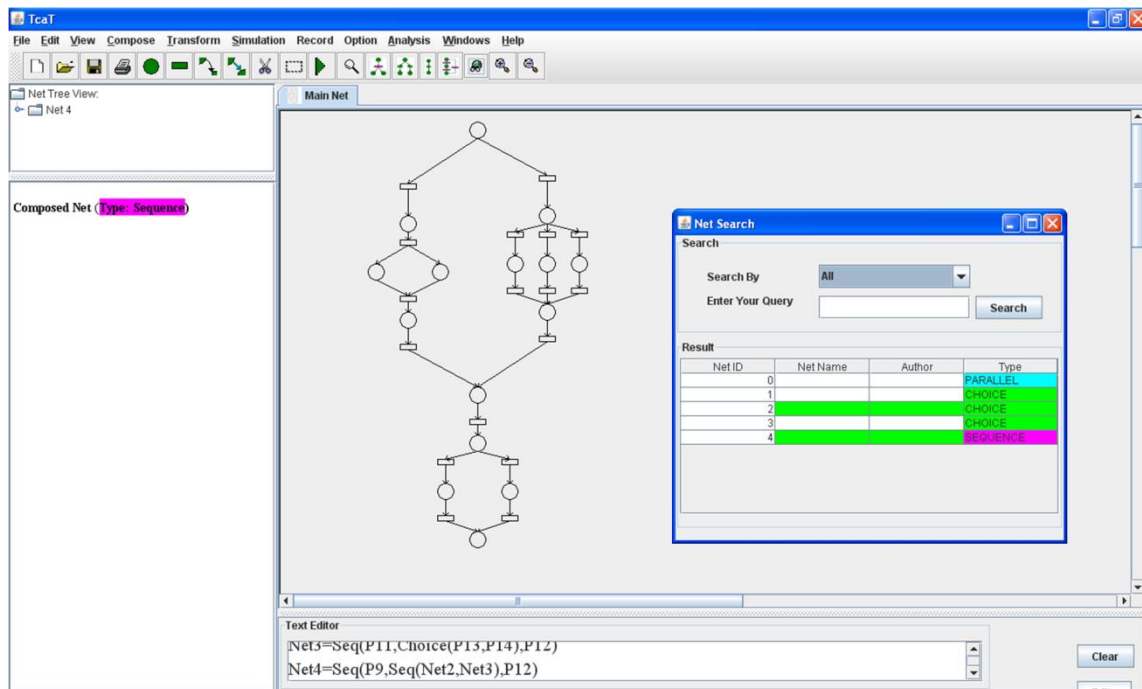 TcaT
File Edit View Compose Transform Simulation Record Option Analysis Windows Help
Net Tree View:
Net 4
Main Net
Composed Net (Type: Sequence)
Net Search
Search
Search By All
Enter Your Query Search
Result
Net ID Net Name Author Type
0 PARALLEL
1 CHOICE
2 CHOICE
3 CHOICE
4 SEQUENCE
Text Editor
Net3=Seq(P11,Choice(P13,P14),P12)
Net4=Seq(P9,Seq(Net2,Net3),P12)
Clear